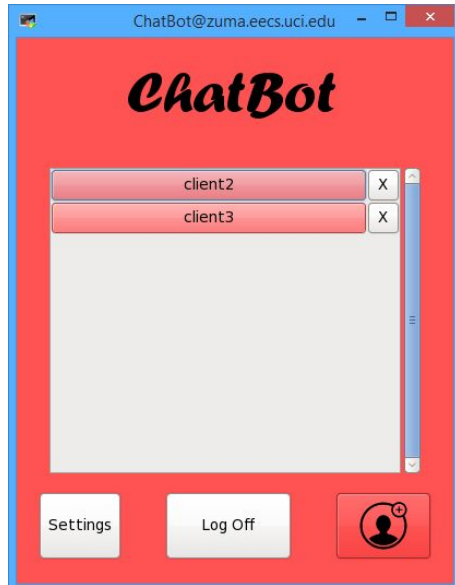 ChatBot@zuma.eecs.uci.edu
ChatBot
client2 X
client3 X
Settings Log Off